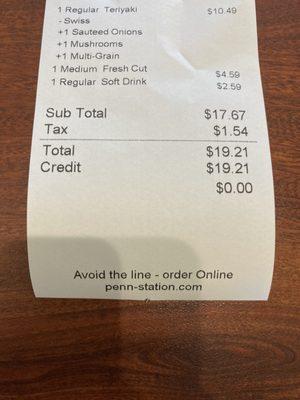 1 Regular Teriyaki $10.49
- Swiss
+1 Sauteed Onions
+1 Mushrooms
+1 Multi-Grain
1 Medium Fresh Cut $4.59
1 Regular Soft Drink $2.59
Sub Total $17.67
Tax $1.54
Total $19.21
Credit $19.21
$0.00
Avoid the line - order Online
penn-station.com